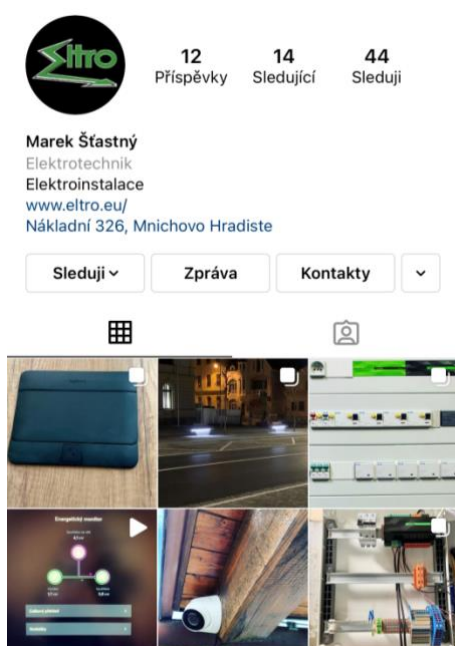 Eltro
12 14 44
Příspěvky Sledující Sleduji
Marek Šťastný
Elektrotechnik
Elektroinstalace
www.eltro.eu/
Nákladní 326, Mnichovo Hradiste
Sleduji Zpráva Kontakty
Energetický monitor